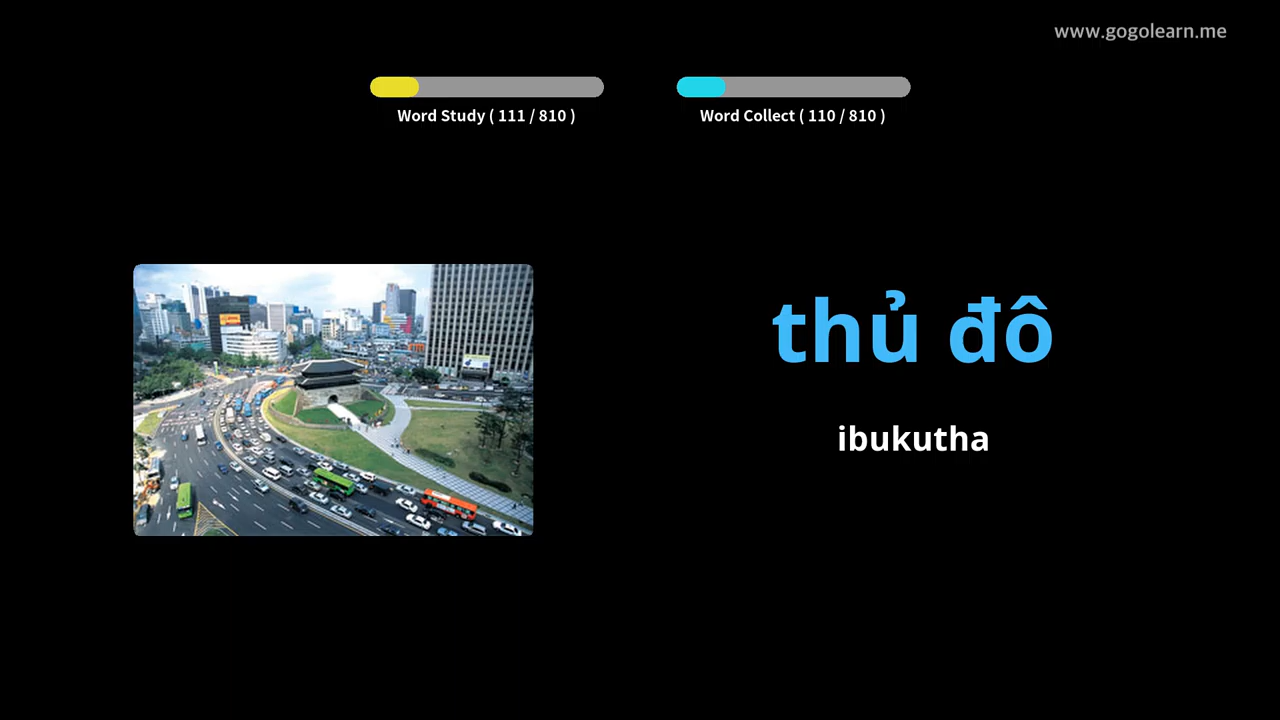 www.gogolearn.me
Word Study ( 111 / 810 )
Word Collect ( 110 / 810 )
thủ đô
ibukutha